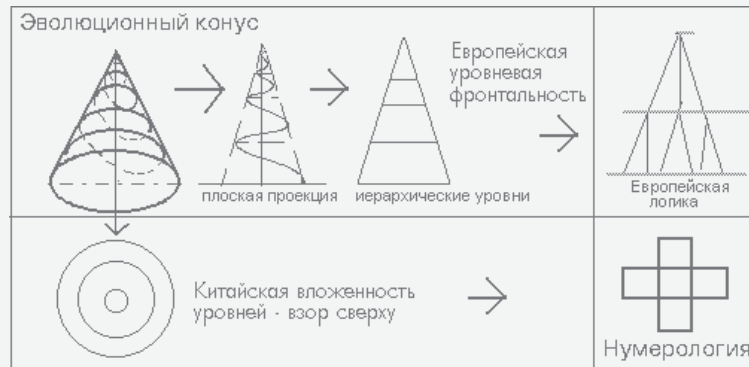 Эволюционный конус
Европейская
уровневая
фронтальность
плоская проекция
иерархические уровни
Европейская
логика
Китайская вложенность
уровней - взор сверху
Нумерология